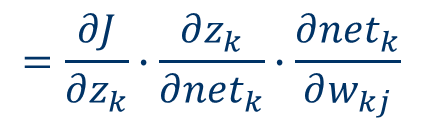 = ∂J/∂z_k · ∂z_k/∂net_k · ∂net_k/∂w_kj